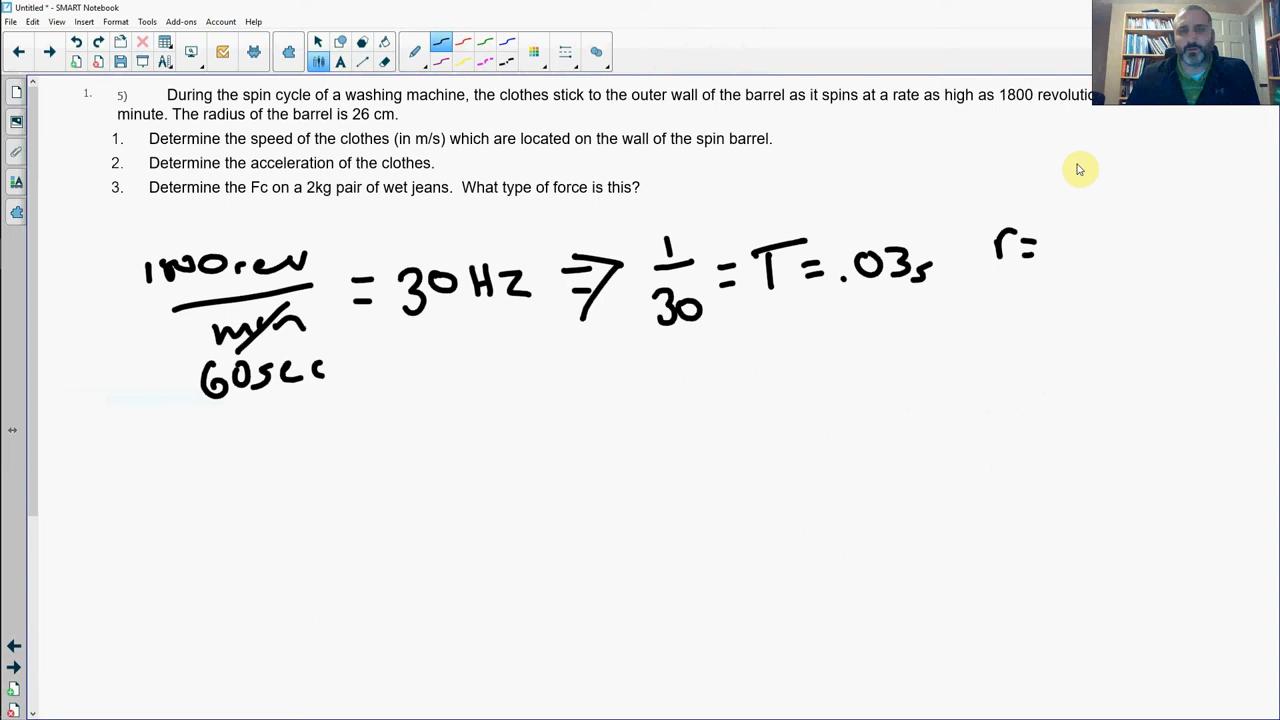 Untitled * - SMART Notebook
File Edit View Insert Format Tools Add-ons Account Help
1. 5) During the spin cycle of a washing machine, the clothes stick to the outer wall of the barrel as it spins at a rate as high as 1800 revolutio
minute. The radius of the barrel is 26 cm.
1. Determine the speed of the clothes (in m/s) which are located on the wall of the spin barrel.
2. Determine the acceleration of the clothes.
3. Determine the Fc on a 2kg pair of wet jeans. What type of force is this?
1800 rev
min
60sec
= 30 Hz ⇒ 1/30 = T = .03s
r=